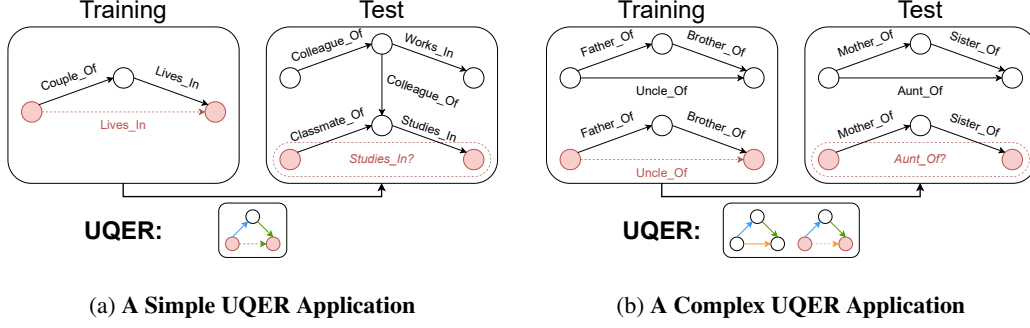 Training
Test
Couple_Of
Lives_In
Lives_In
Colleague_Of
Works_In
Colleague_Of
Classmate_Of
Studies_In
Studies_In?
UQER:
(a) A Simple UQER Application
Training
Test
Father_Of
Brother_Of
Uncle_Of
Father_Of
Brother_Of
Uncle_Of
Mother_Of
Sister_Of
Aunt_Of
Mother_Of
Sister_Of
Aunt_Of?
UQER:
(b) A Complex UQER Application